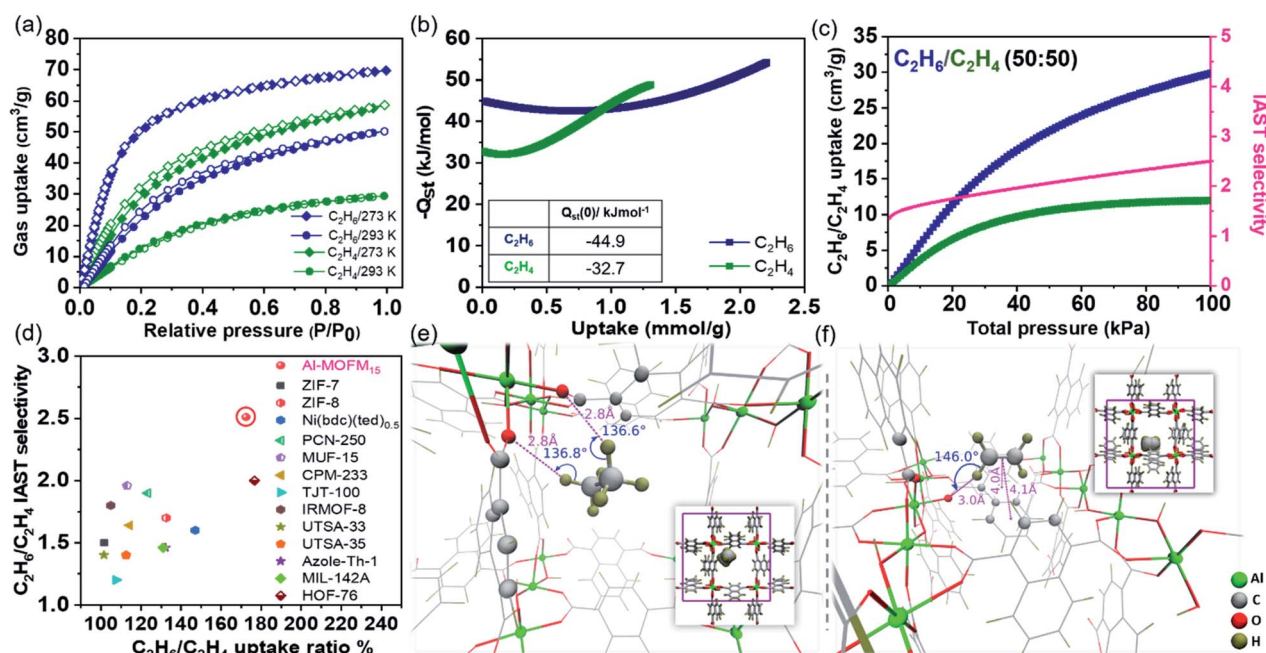 (a)
Gas uptake (cm³/g)
80
70
60
50
40
30
20
10
0
C₂H₆/273 K
C₂H₆/293 K
C₂H₄/273 K
C₂H₄/293 K
0.0 0.2 0.4 0.6 0.8 1.0
Relative pressure (P/P₀)
(b)
-Qst (kJ/mol)
60
50
40
30
20
10
0
Qst(0)/ kJmol⁻¹
C₂H₆ -44.9
C₂H₄ -32.7
C₂H₆
C₂H₄
0.0 0.5 1.0 1.5 2.0 2.5
Uptake (mmol/g)
(c)
C₂H₆/C₂H₄ uptake (cm³/g)
35
30
25
20
15
10
5
0
C₂H₆/C₂H₄ (50:50)
5
4
3
2
1
0
IAST selectivity
0 20 40 60 80 100
Total pressure (kPa)
(d)
C₂H₆/C₂H₄ IAST selectivity
3.0
2.5
2.0
1.5
1.0
Al-MOFM₁₅
ZIF-7
ZIF-8
Ni(bdc)(ted)₀.₅
PCN-250
MUF-15
CPM-233
TJT-100
IRMOF-8
UTSA-33
UTSA-35
Azole-Th-1
MIL-142A
HOF-76
100 120 140 160 180 200 220 240
C₂H₆/C₂H₄ uptake ratio %
(e)
2.8Å
136.6°
2.8Å
136.8°
(f)
146.0°
3.0Å
4.0Å
4.1Å
Al
C
O
H